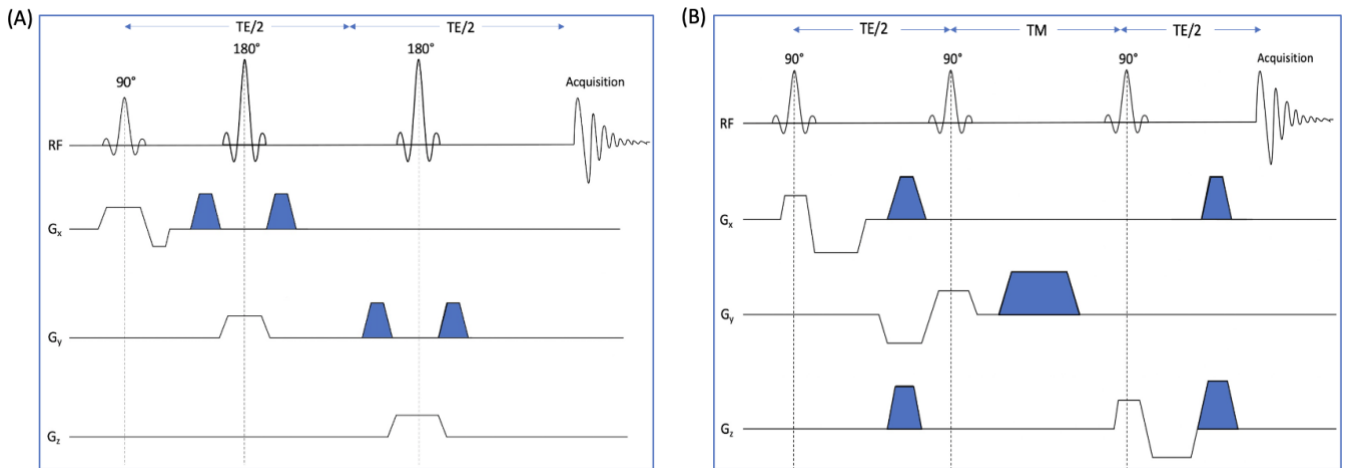 (A)
TE/2 TE/2
180° 180°
90°
Acquisition
RF
Gx
Gy
Gz
(B)
TE/2 TM TE/2
90° 90° 90°
Acquisition
RF
Gx
Gy
Gz